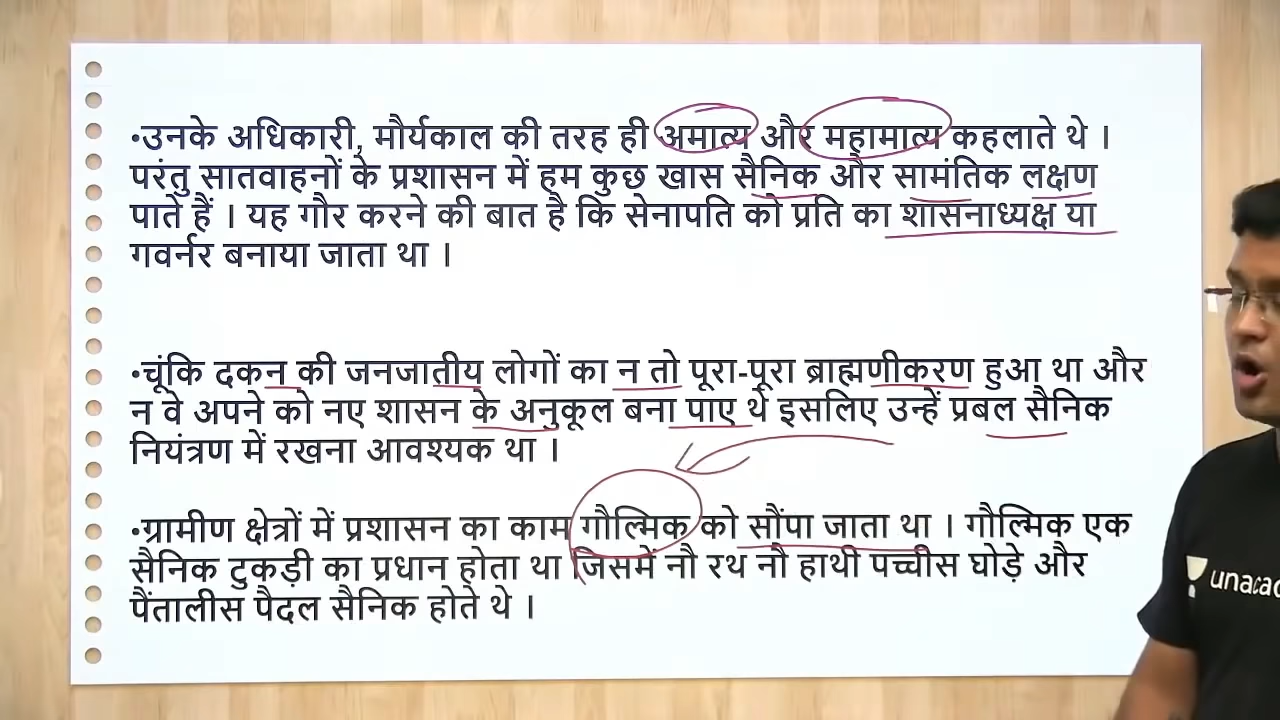 •उनके अधिकारी, मौर्यकाल की तरह ही अमात्य और महामात्य कहलाते थे ।
परंतु सातवाहनों के प्रशासन में हम कुछ खास सैनिक और सामंतिक लक्षण
पाते हैं । यह गौर करने की बात है कि सेनापति को प्रति का शासनाध्यक्ष या
गवर्नर बनाया जाता था ।
•चूंकि दकन की जनजातीय लोगों का न तो पूरा-पूरा ब्राह्मणीकरण हुआ था और
न वे अपने को नए शासन के अनुकूल बना पाए थे इसलिए उन्हें प्रबल सैनिक
नियंत्रण में रखना आवश्यक था ।
•ग्रामीण क्षेत्रों में प्रशासन का काम गौल्मिक को सौंपा जाता था । गौल्मिक एक
सैनिक टुकड़ी का प्रधान होता था जिसमें नौ रथ नौ हाथी पच्चीस घोड़े और
पैंतालीस पैदल सैनिक होते थे ।